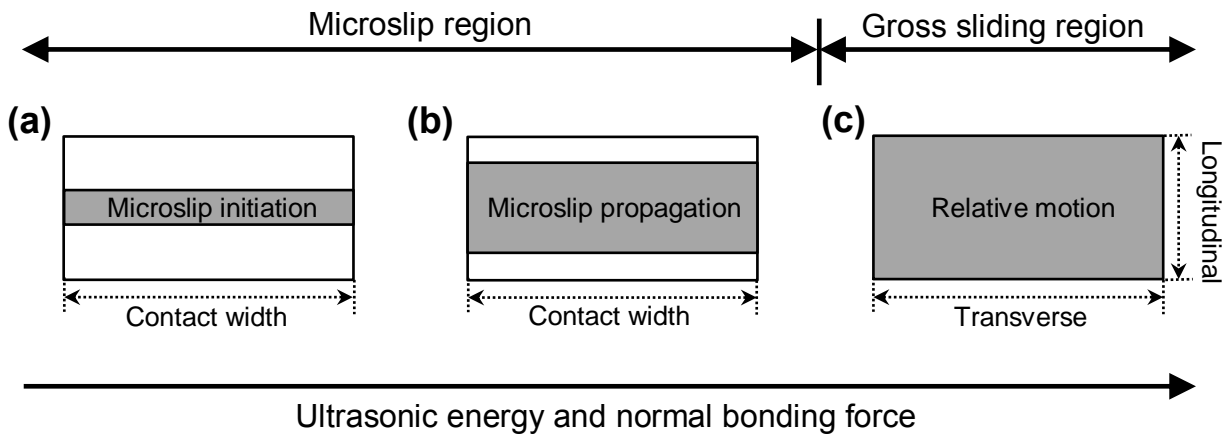 Microslip region
Gross sliding region
(a)
(b)
(c)
Microslip initiation
Microslip propagation
Relative motion
Longitudinal
Contact width
Contact width
Transverse
Ultrasonic energy and normal bonding force